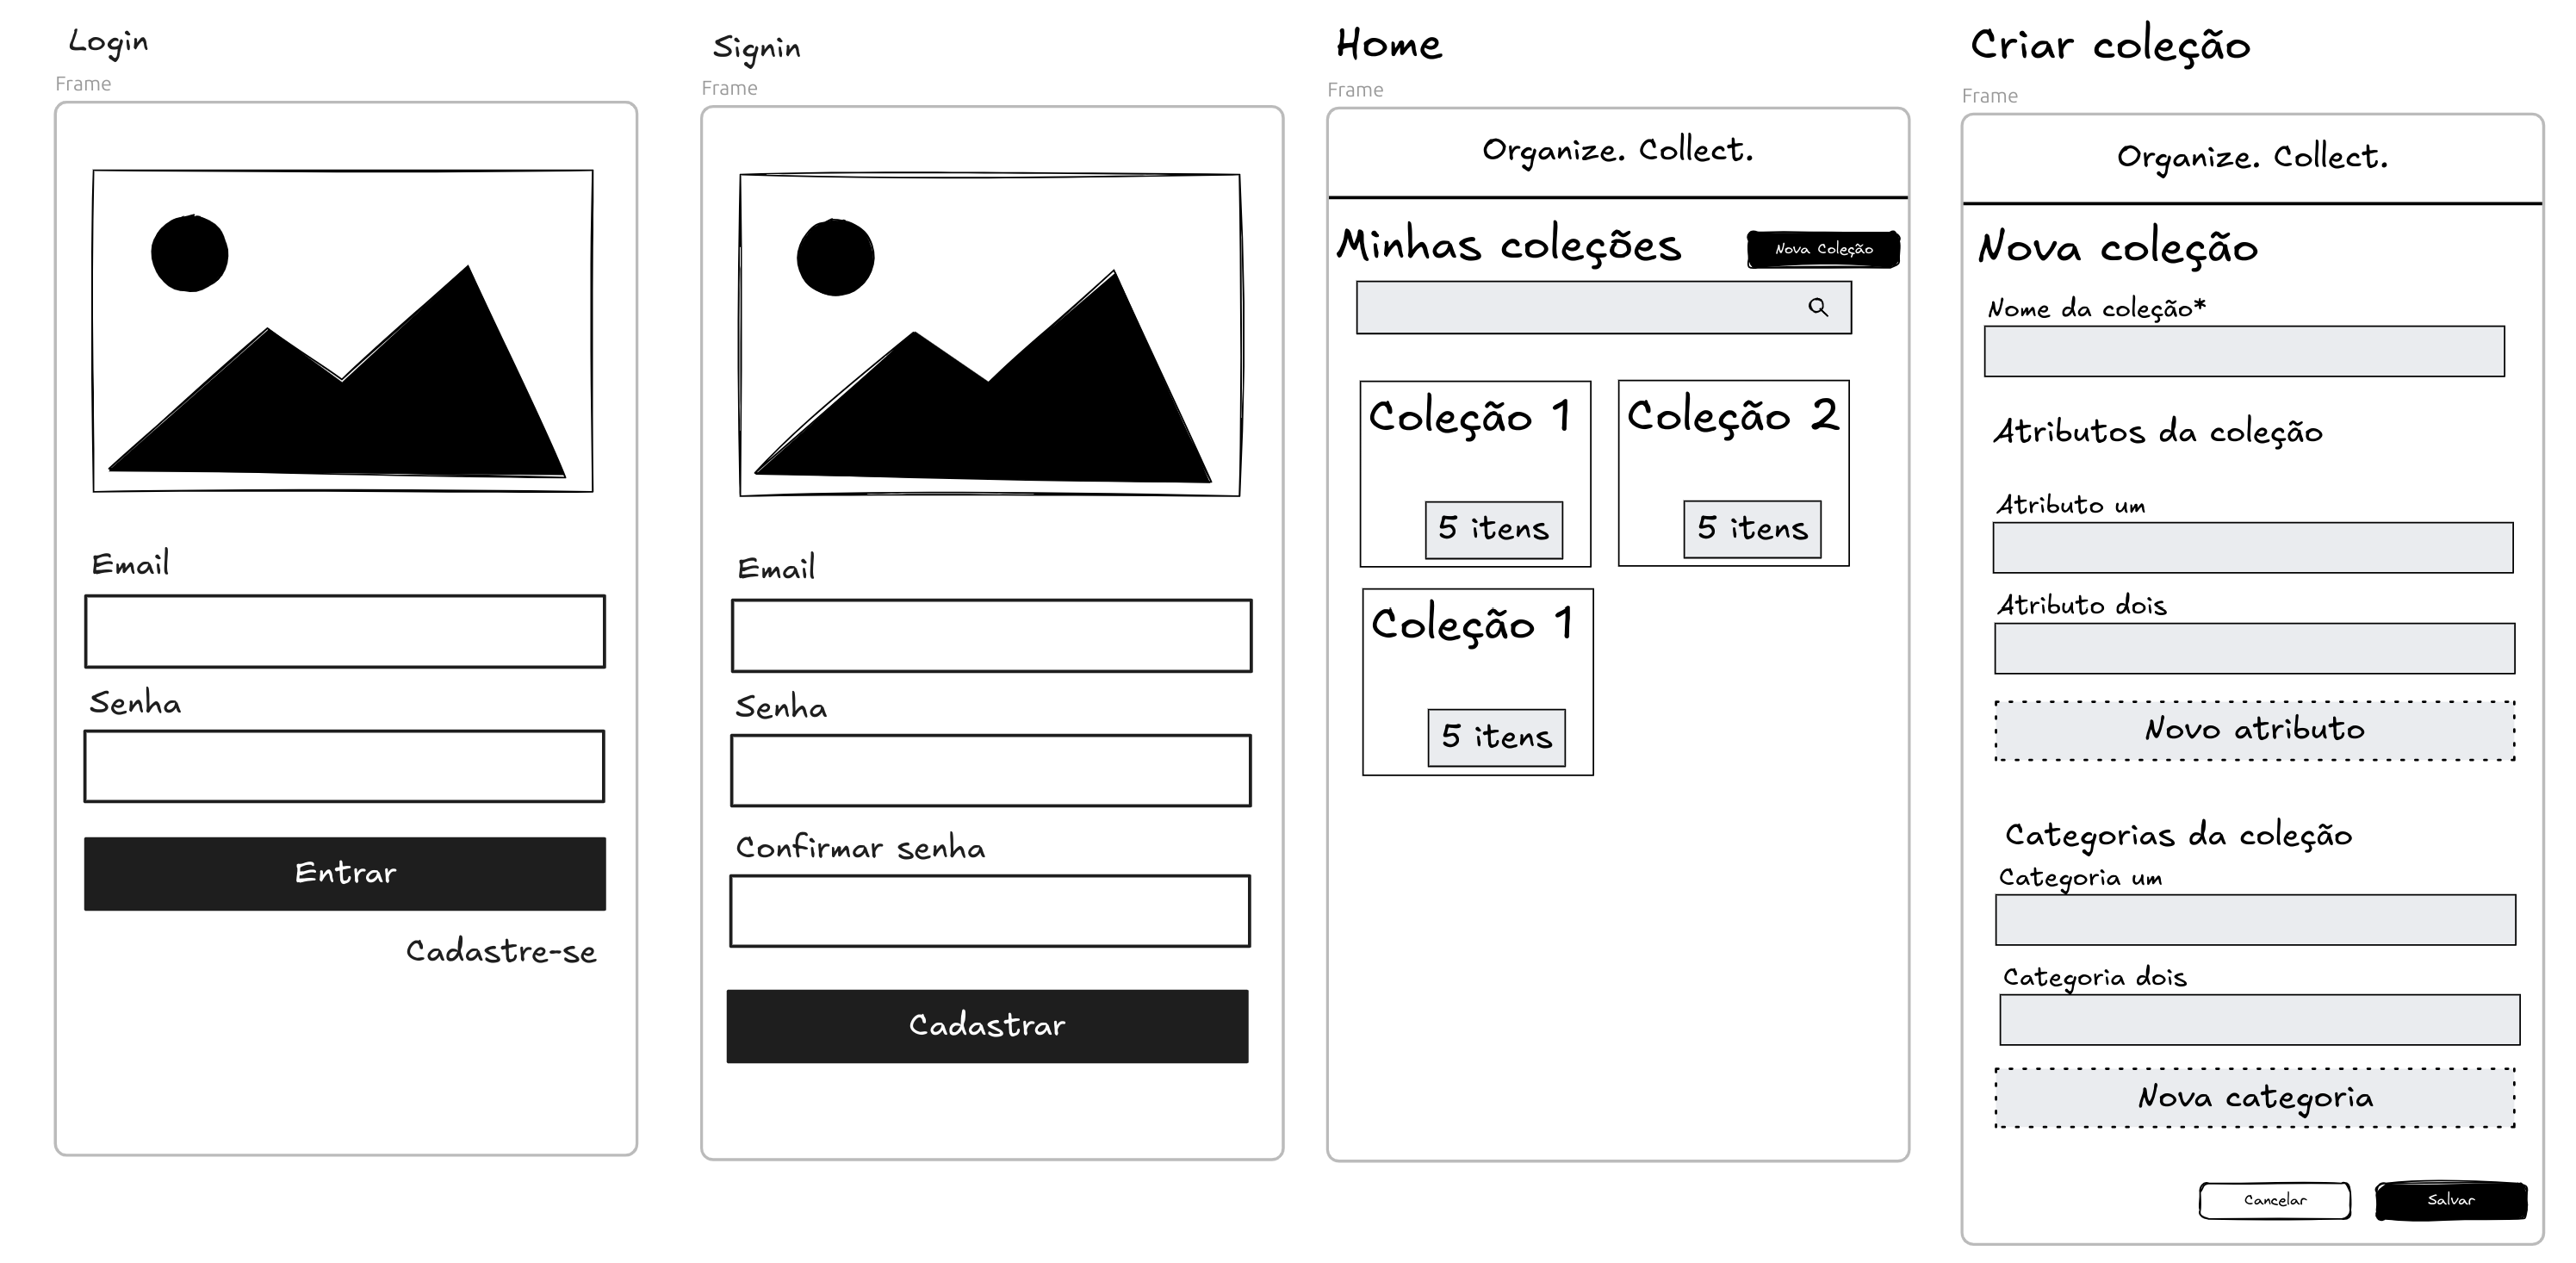 Login
Frame
Email
Senha
Entrar
Cadastre-se
Signin
Frame
Email
Senha
Confirmar senha
Cadastrar
Home
Frame
Organize. Collect.
Minhas coleções
Nova Coleção
Coleção 1
5 itens
Coleção 2
5 itens
Coleção 1
5 itens
Criar coleção
Frame
Organize. Collect.
Nova coleção
Nome da coleção*
Atributos da coleção
Atributo um
Atributo dois
Novo atributo
Categorias da coleção
Categoria um
Categoria dois
Nova categoria
Cancelar
Salvar